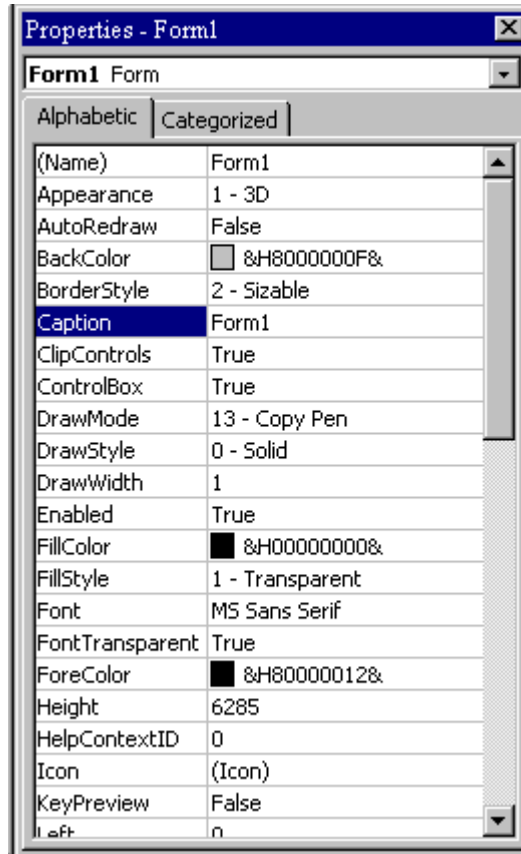 Properties - Form1
Form1 Form
Alphabetic Categorized
(Name) Form1
Appearance 1 - 3D
AutoRedraw False
BackColor &H8000000F&
BorderStyle 2 - Sizable
Caption Form1
ClipControls True
ControlBox True
DrawMode 13 - Copy Pen
DrawStyle 0 - Solid
DrawWidth 1
Enabled True
FillColor &H00000000&
FillStyle 1 - Transparent
Font MS Sans Serif
FontTransparent True
ForeColor &H80000012&
Height 6285
HelpContextID 0
Icon (Icon)
KeyPreview False
Left 0